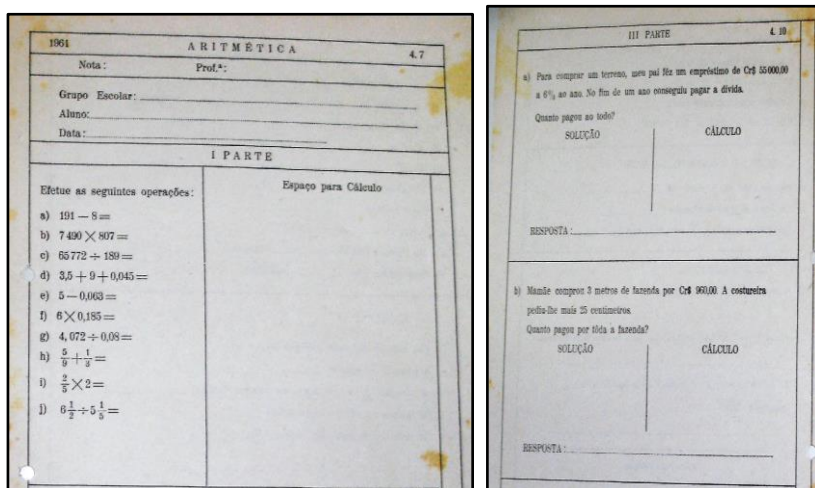 1964 ARITMÉTICA 4.7
Nota: Prof.ª:
Grupo Escolar:
Aluno:
Data:
I PARTE
Efetue as seguintes operações:
Espaço para Cálculo
a) 191 — 8 =
b) 7 490 × 807 =
c) 65 772 ÷ 189 =
d) 3,5 + 9 + 0,045 =
e) 5 — 0,063 =
f) 6 × 0,185 =
g) 4,072 ÷ 0,08 =
h) 5/9 + 1/3 =
i) 2/5 × 2 =
j) 6 1/2 ÷ 5 1/5 =
III PARTE 4.10
a) Para comprar um terreno, meu pai fêz um empréstimo de Cr$ 55 000,00
a 6% ao ano. No fim de um ano conseguiu pagar a dívida.
Quanto pagou ao todo?
SOLUÇÃO CÁLCULO
RESPOSTA:
b) Mamãe comprou 3 metros de fazenda por Cr$ 960,00. A costureira
pediu-lhe mais 25 centímetros.
Quanto pagou por tôda a fazenda?
SOLUÇÃO CÁLCULO
RESPOSTA: